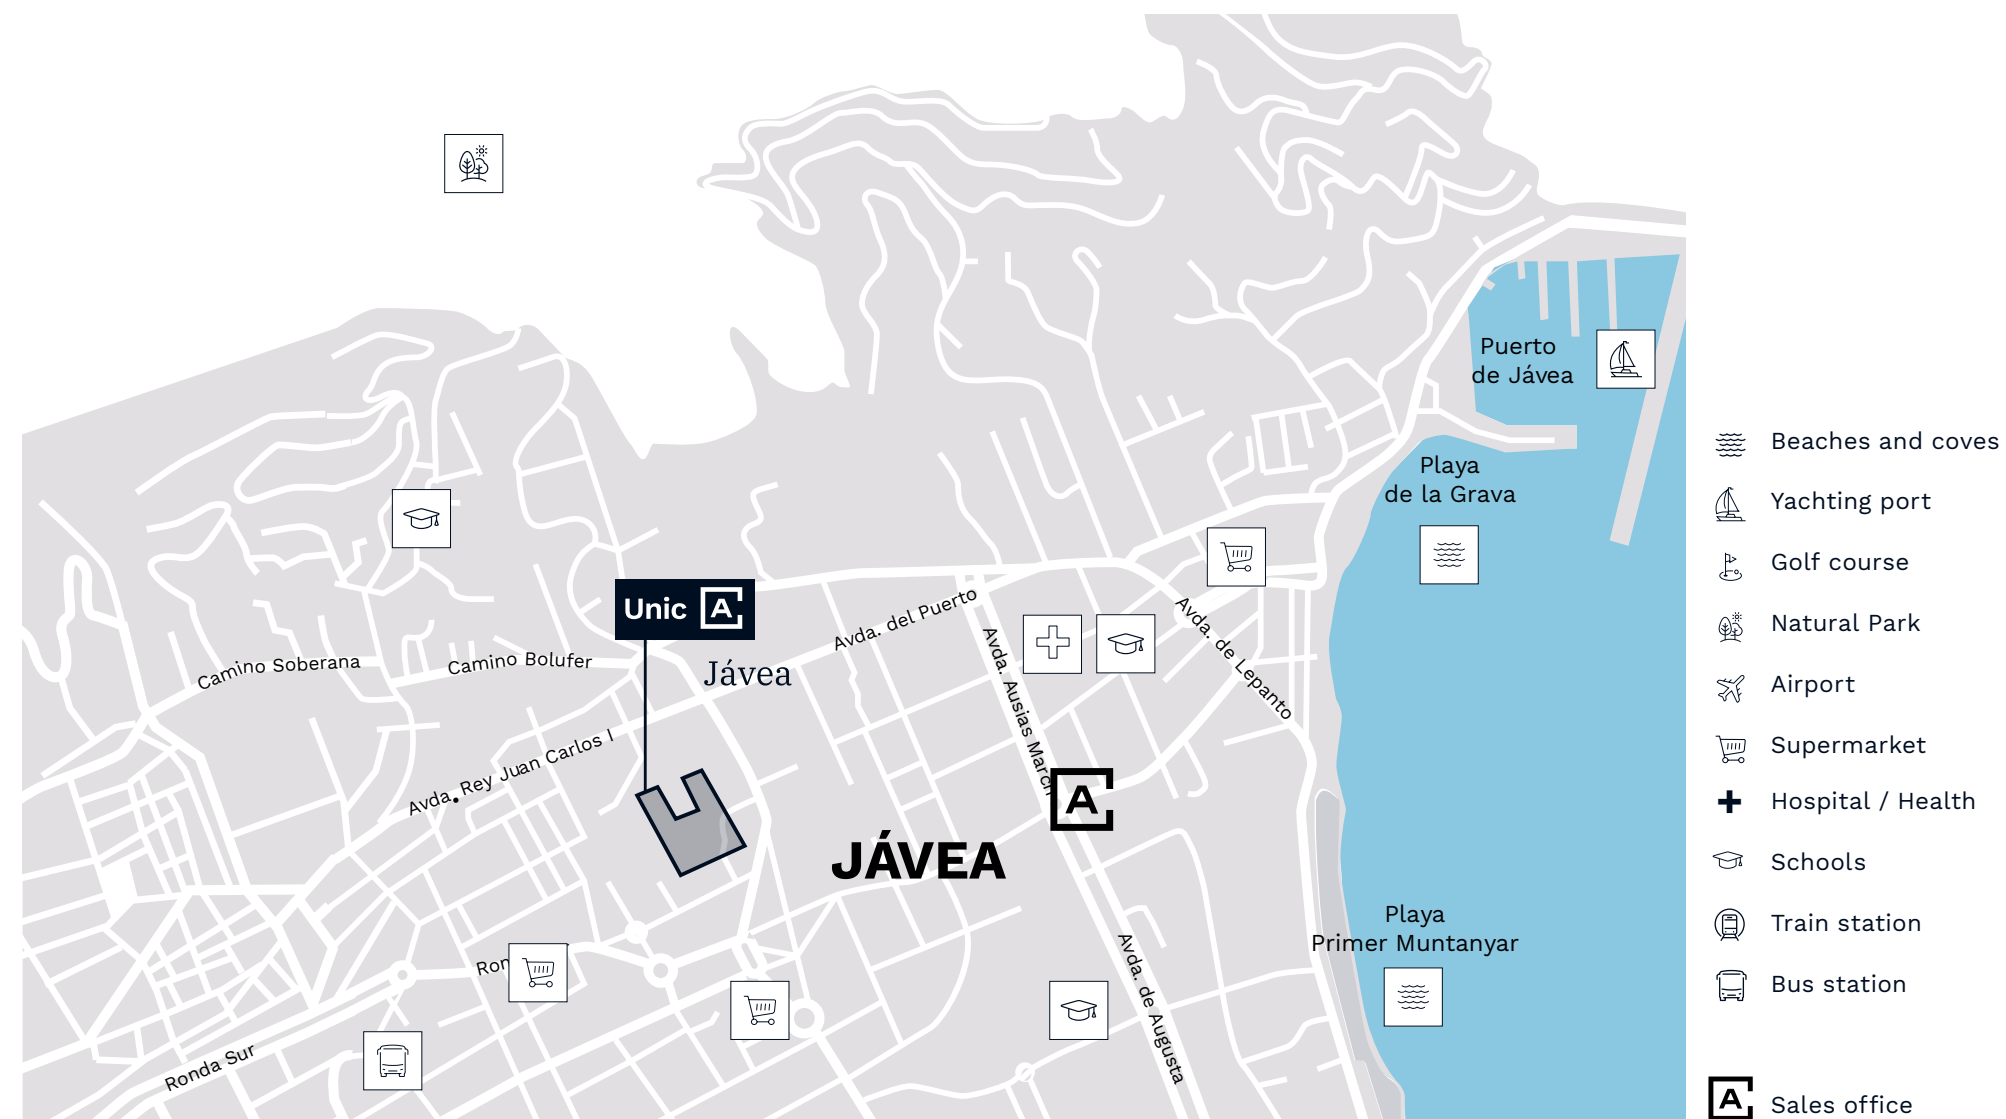 Puerto
de Jávea
Playa
de la Grava
Beaches and coves
Yachting port
Golf course
Natural Park
Airport
Supermarket
Hospital / Health
Schools
Train station
Bus station
A Sales office
Unic A
Jávea
Avda. del Puerto
Avda. Ausias March
Avda. de Lepanto
Camino Soberana
Camino Bolufer
Avda. Rey Juan Carlos I
A
JÁVEA
Playa
Primer Muntanyar
Avda. de Augusta
Ronda Sur